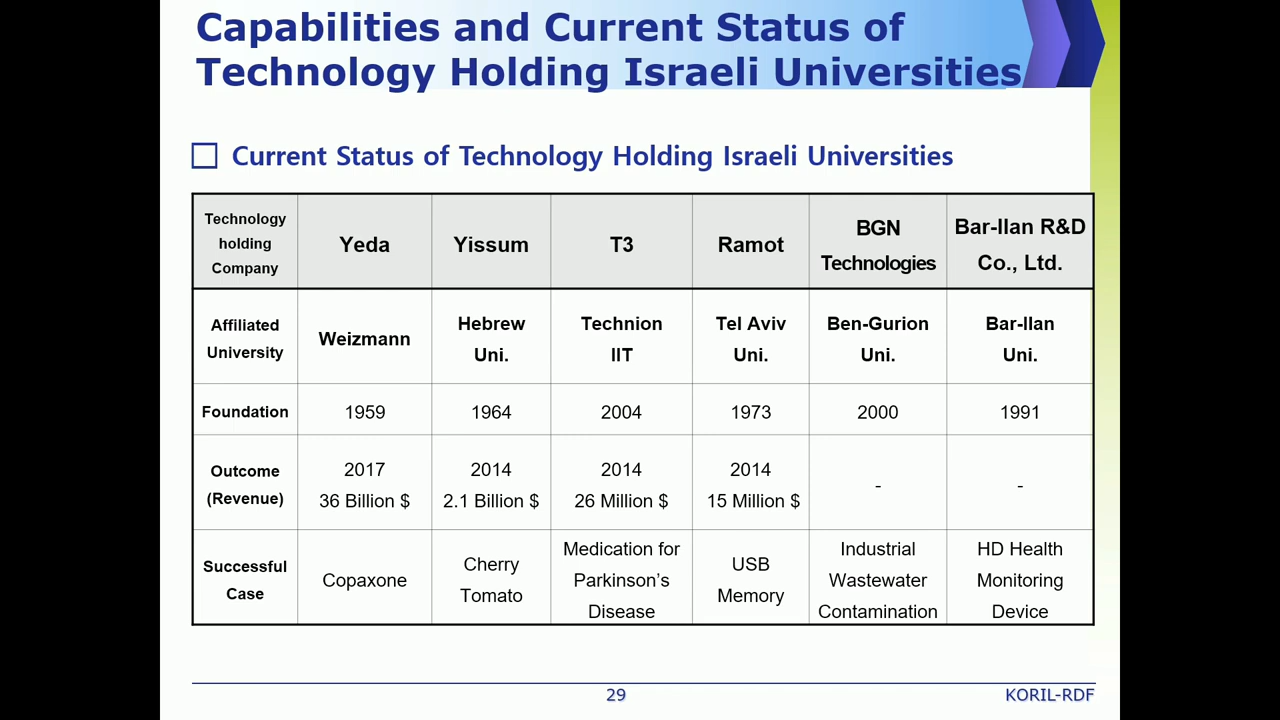 Capabilities and Current Status of
Technology Holding Israeli Universities
Current Status of Technology Holding Israeli Universities
Technology
holding
Company
Yeda
Yissum
T3
Ramot
BGN
Technologies
Bar-Ilan R&D
Co., Ltd.
Affiliated
University
Weizmann
Hebrew
Uni.
Technion
IIT
Tel Aviv
Uni.
Ben-Gurion
Uni.
Bar-Ilan
Uni.
Foundation
1959
1964
2004
1973
2000
1991
Outcome
(Revenue)
2017
36 Billion $
2014
2.1 Billion $
2014
26 Million $
2014
15 Million $
-
-
Successful
Case
Copaxone
Cherry
Tomato
Medication for
Parkinson's
Disease
USB
Memory
Industrial
Wastewater
Contamination
HD Health
Monitoring
Device
29
KORIL-RDF